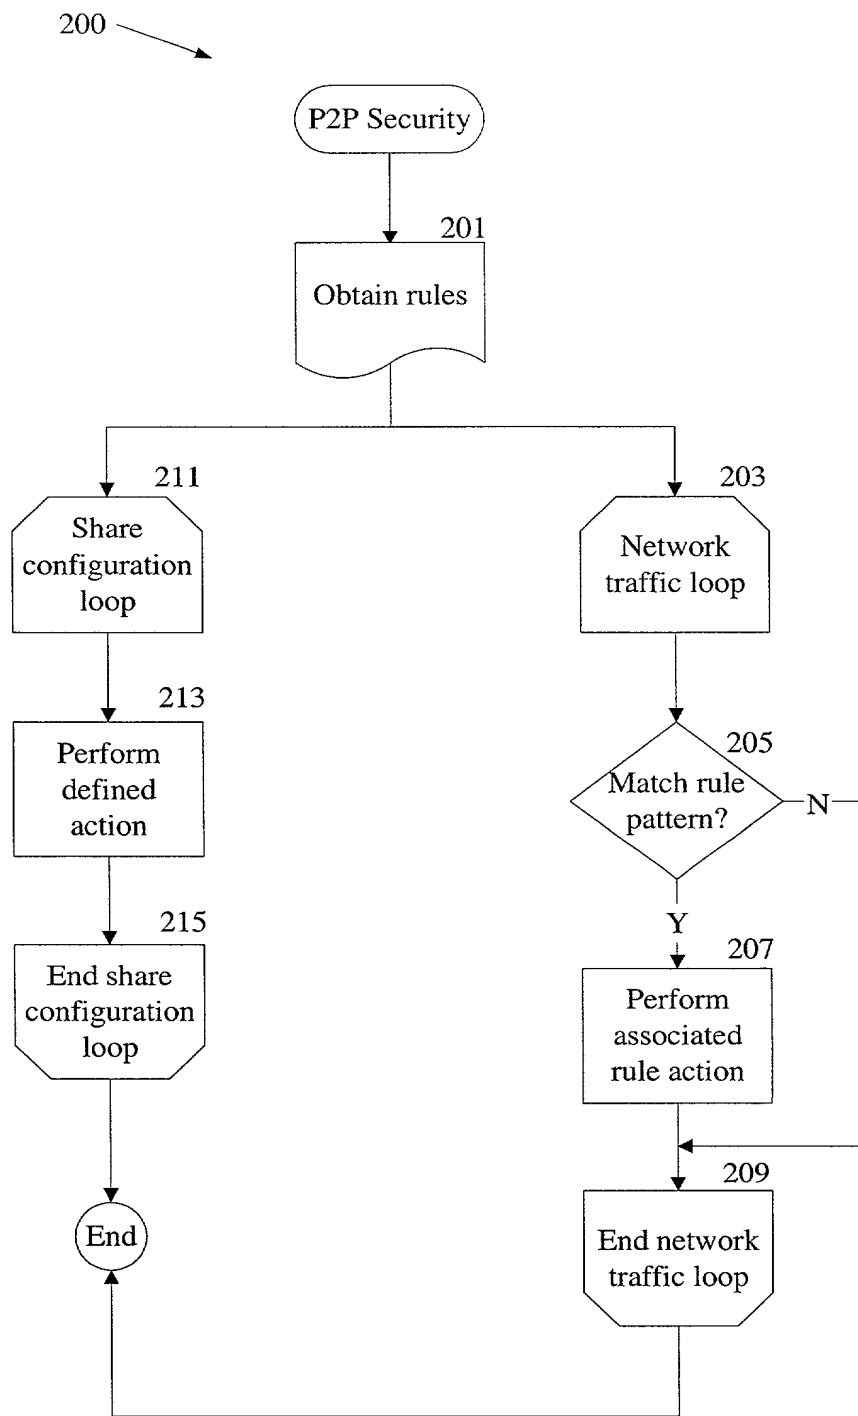 200
P2P Security
201
Obtain rules
211
Share
configuration
loop
203
Network
traffic loop
213
Perform
defined
action
205
Match rule
pattern?
N
Y
215
End share
configuration
loop
207
Perform
associated
rule action
209
End network
traffic loop
End